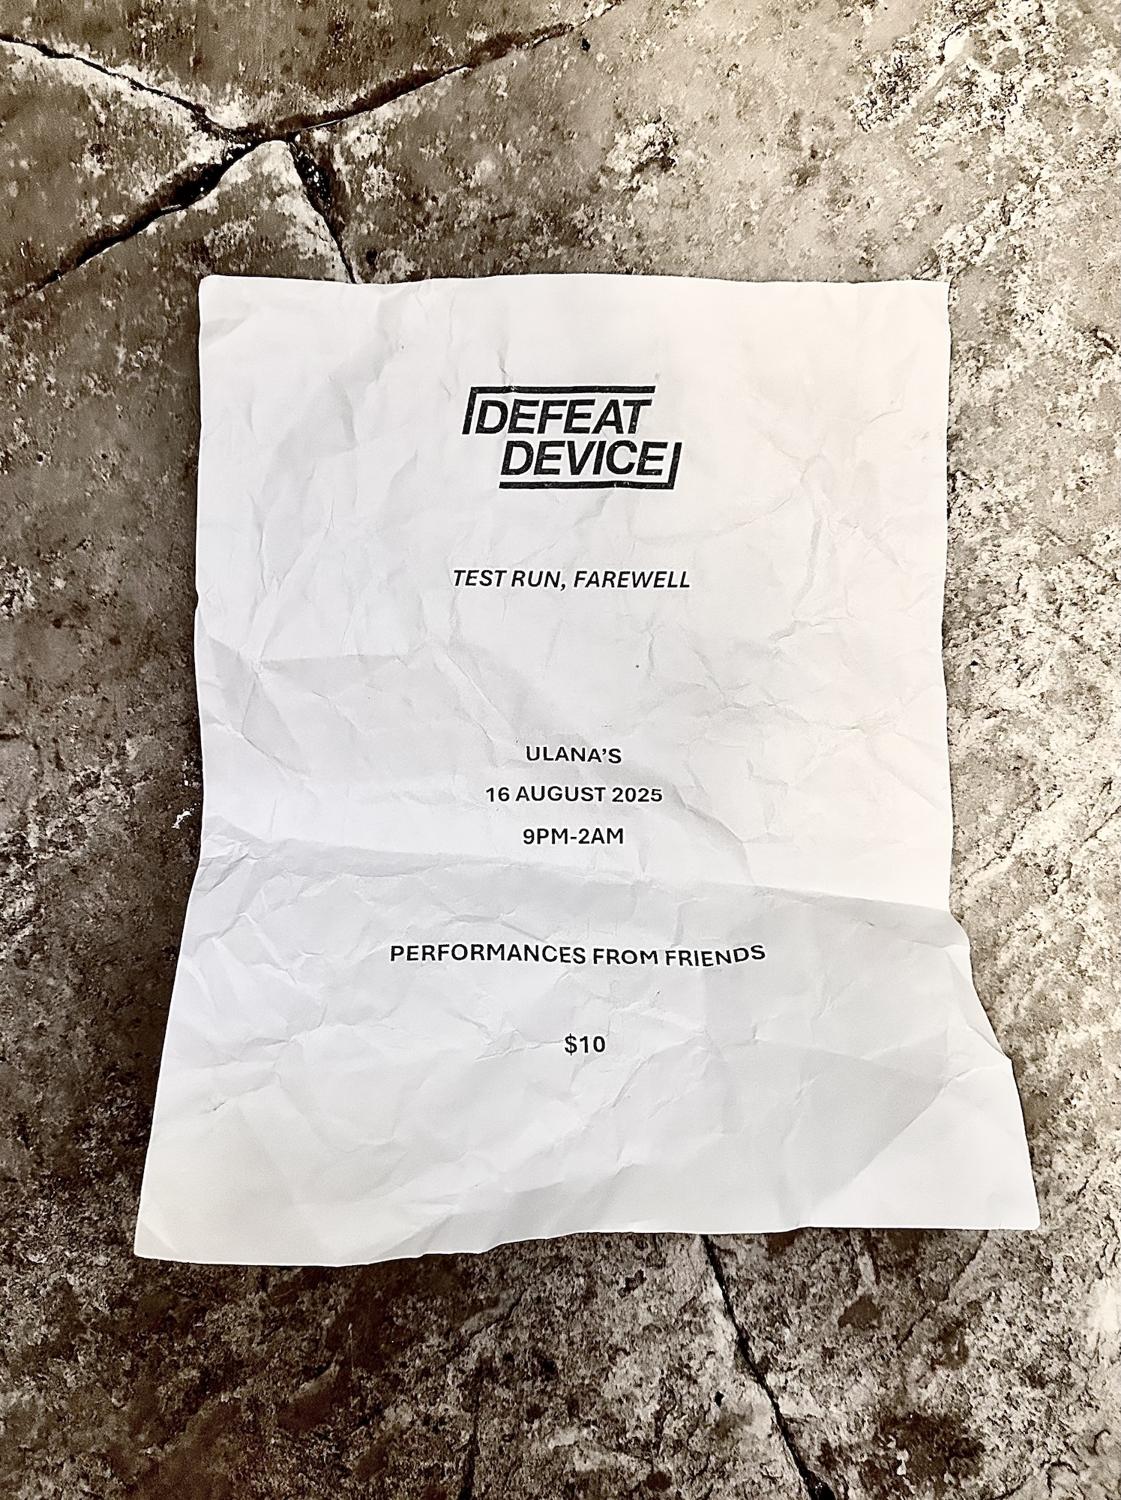 DEFEAT
DEVICE
TEST RUN, FAREWELL
ULANA'S
16 AUGUST 2025
9PM-2AM
PERFORMANCES FROM FRIENDS
$10